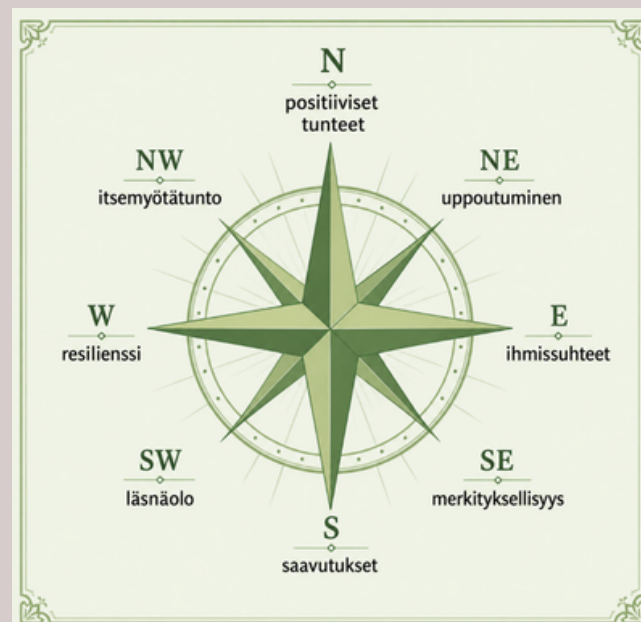 N
positiiviset
tunteet
NW
itsemyötätunto
NE
uppoutuminen
W
resilienssi
E
ihmissuhteet
SW
läsnäolo
SE
merkityksellisyys
S
saavutukset